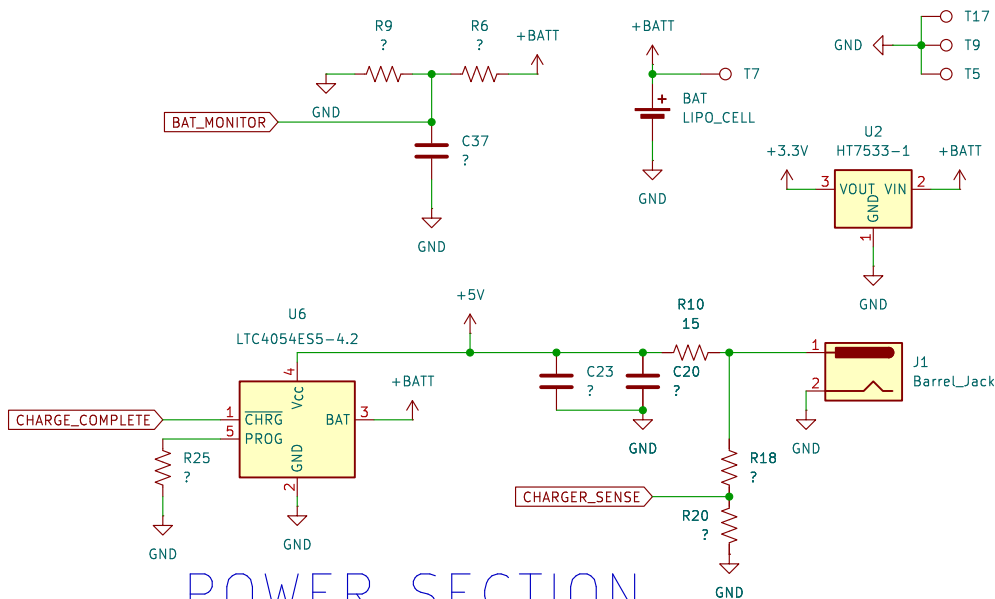 R9
?
R6
?
+BATT
GND
BAT_MONITOR
C37
?
GND
+BATT
T7
+
BAT
LIPO_CELL
GND
T17
GND
T9
T5
U2
HT7533-1
+3.3V
+BATT
3
VOUT
VIN
2
GND
1
GND
U6
LTC4054ES5-4.2
+5V
4
VCC
+BATT
CHARGE_COMPLETE
1
CHRG
BAT
3
5
PROG
GND
2
R25
?
GND
GND
C23
?
C20
?
GND
R10
15
1
2
J1
Barrel_Jack
GND
R18
?
CHARGER_SENSE
R20
?
GND
POWER SECTION